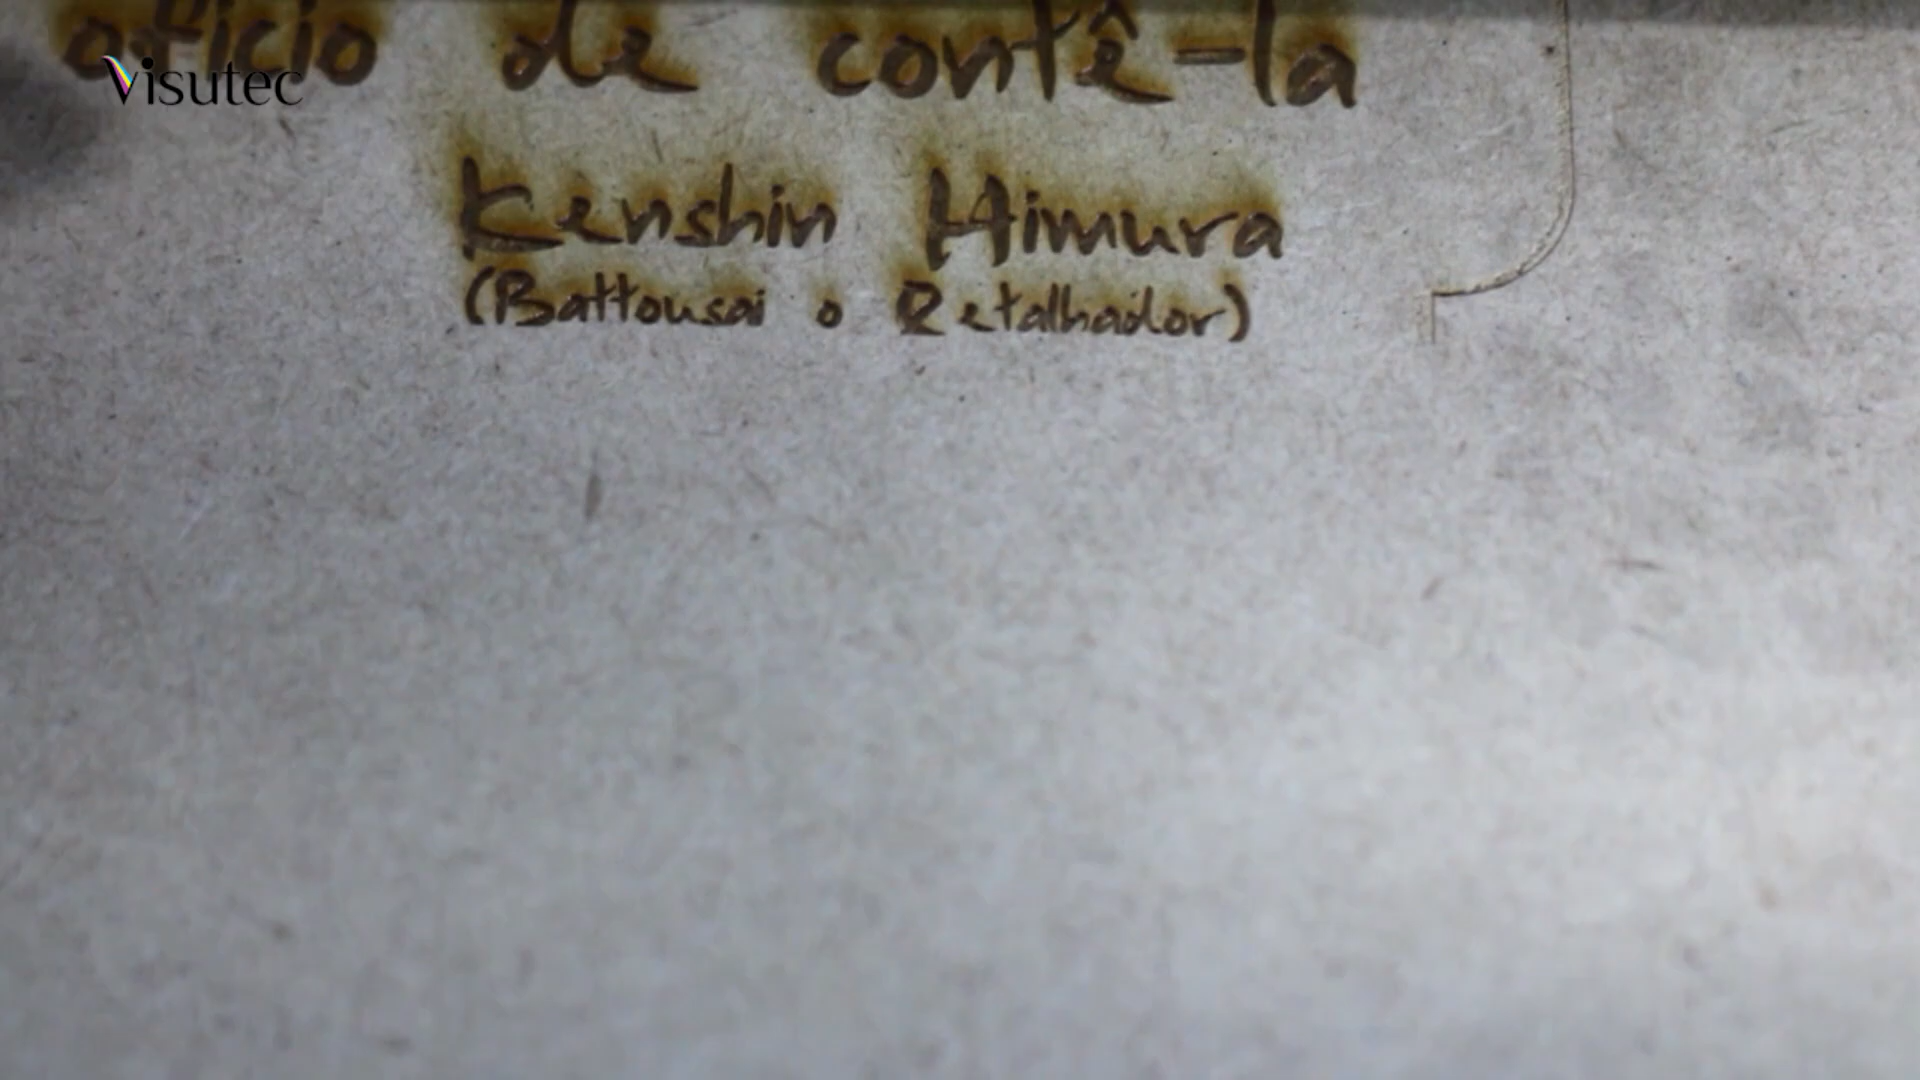 ofício de contê-la
Visutec
Kenshin Himura
(Battousai o Retalhador)